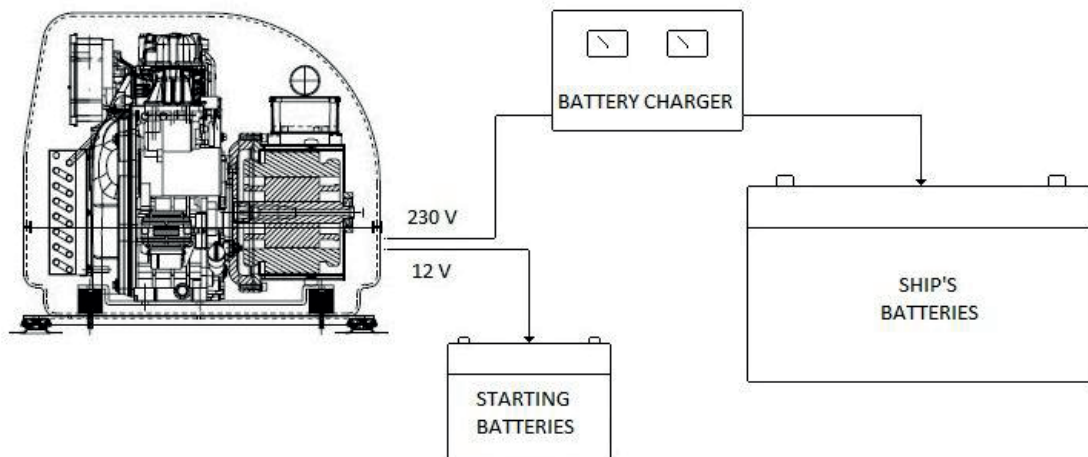 BATTERY CHARGER
230 V
12 V
SHIP'S
BATTERIES
STARTING
BATTERIES